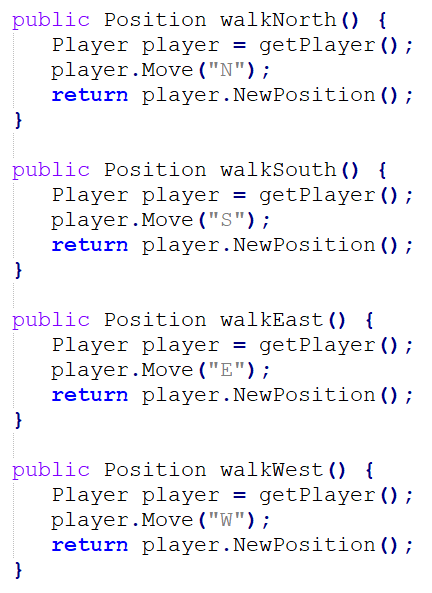 public Position walkNorth() {
   Player player = getPlayer();
   player.Move("N");
   return player.NewPosition();
}
public Position walkSouth() {
   Player player = getPlayer();
   player.Move("S");
   return player.NewPosition();
}
public Position walkEast() {
   Player player = getPlayer();
   player.Move("E");
   return player.NewPosition();
}
public Position walkWest() {
   Player player = getPlayer();
   player.Move("W");
   return player.NewPosition();
}